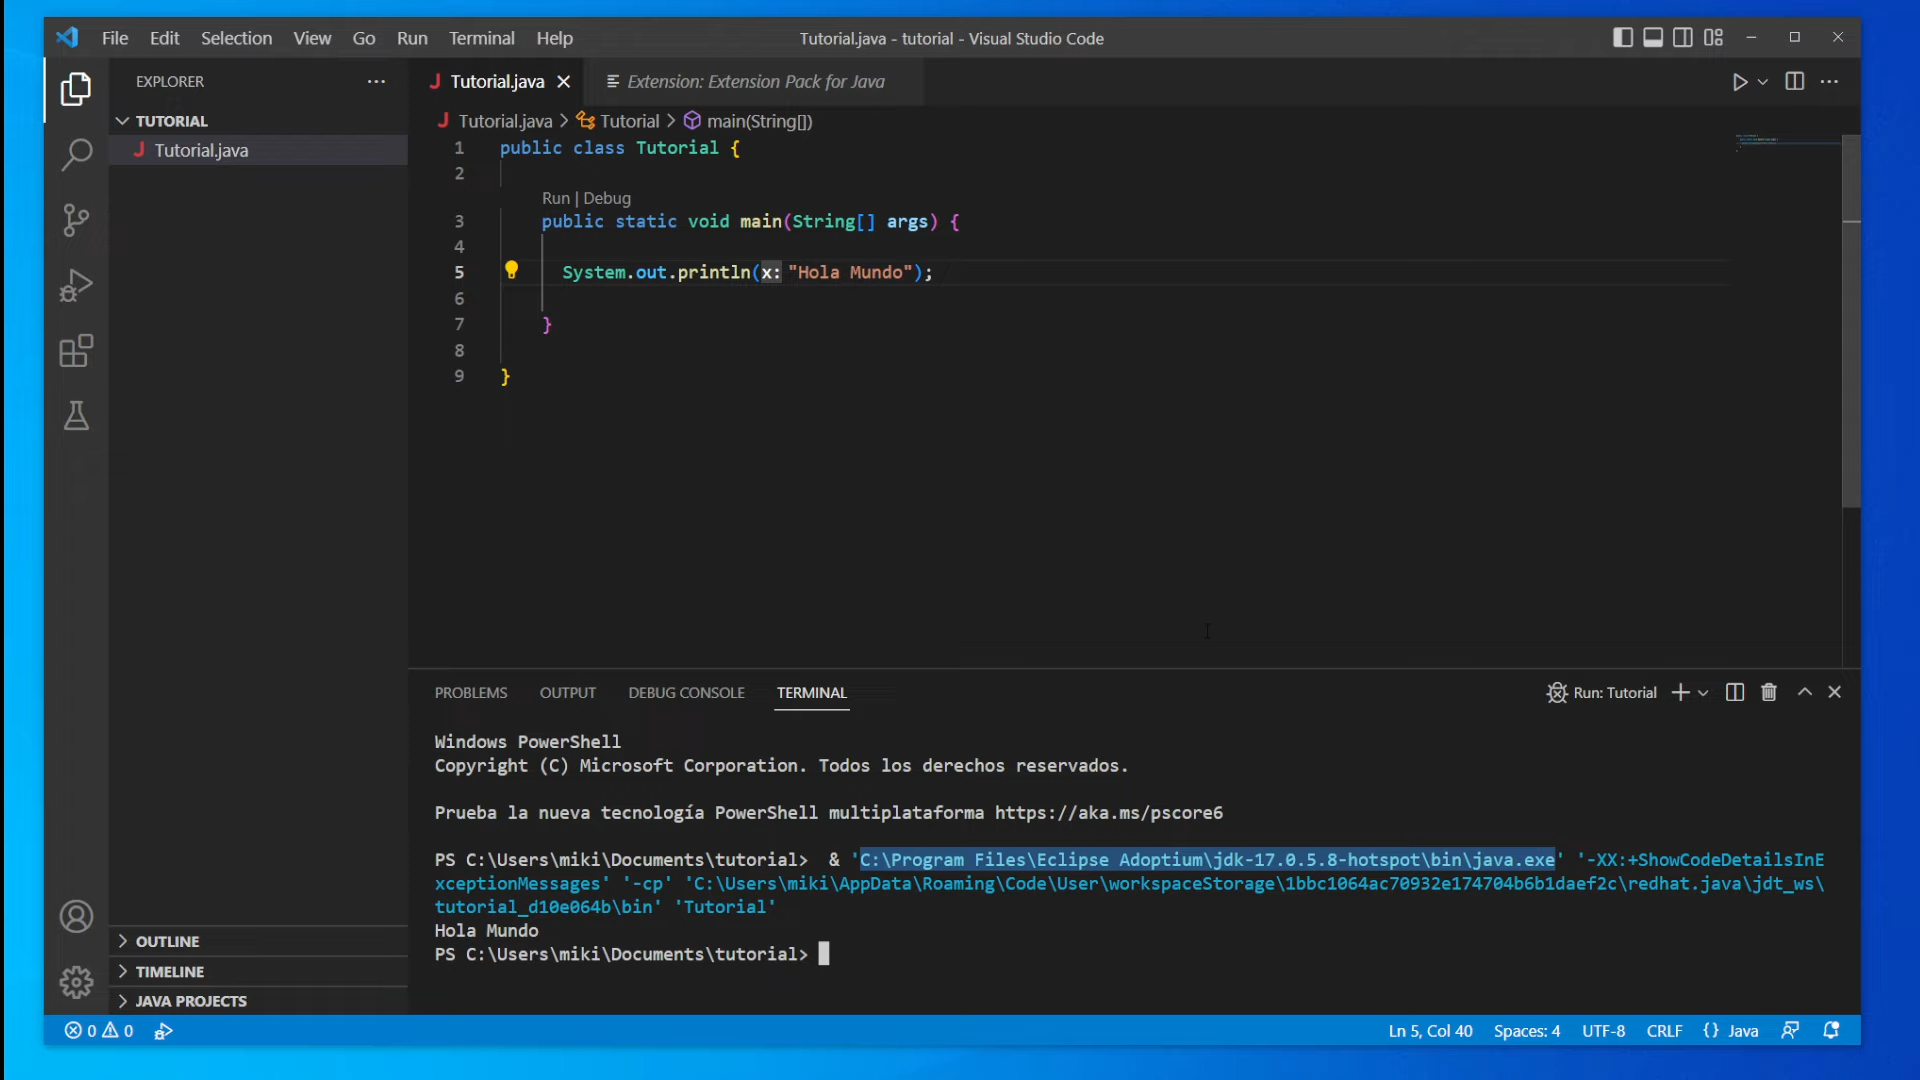 File Edit Selection View Go Run Terminal Help
Tutorial.java - tutorial - Visual Studio Code
EXPLORER
TUTORIAL
J Tutorial.java
OUTLINE
TIMELINE
JAVA PROJECTS
J Tutorial.java
Extension: Extension Pack for Java
J Tutorial.java > Tutorial > main(String[])
1 public class Tutorial {
2
Run | Debug
3 public static void main(String[] args) {
4
5 System.out.println(x: "Hola Mundo");
6
7 }
8
9 }
PROBLEMS OUTPUT DEBUG CONSOLE TERMINAL
Run: Tutorial
Windows PowerShell
Copyright (C) Microsoft Corporation. Todos los derechos reservados.
Prueba la nueva tecnología PowerShell multiplataforma https://aka.ms/pscore6
PS C:\Users\miki\Documents\tutorial>  & 'C:\Program Files\Eclipse Adoptium\jdk-17.0.5.8-hotspot\bin\java.exe' '-XX:+ShowCodeDetailsInE
xceptionMessages' '-cp' 'C:\Users\miki\AppData\Roaming\Code\User\workspaceStorage\1bbc1064ac70932e174704b6b1daef2c\redhat.java\jdt_ws\
tutorial_d10e064b\bin' 'Tutorial'
Hola Mundo
PS C:\Users\miki\Documents\tutorial>
0 0
Ln 5, Col 40 Spaces: 4 UTF-8 CRLF {} Java